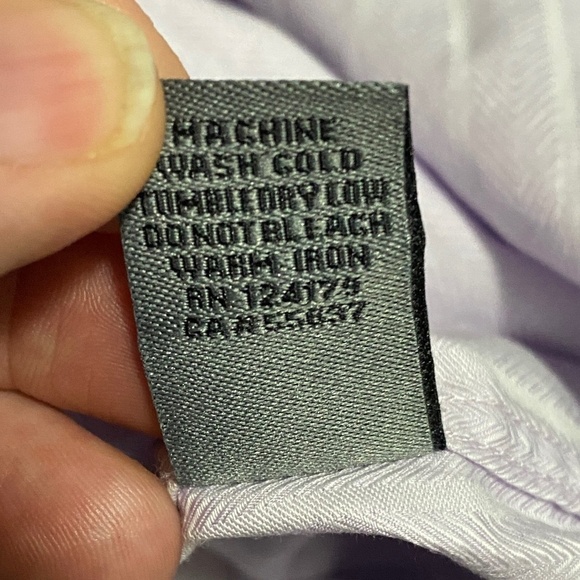 MACHINE
WASH COLD
TUMBLE DRY LOW
DO NOT BLEACH
WARM IRON
RN 124174
CA # 55637